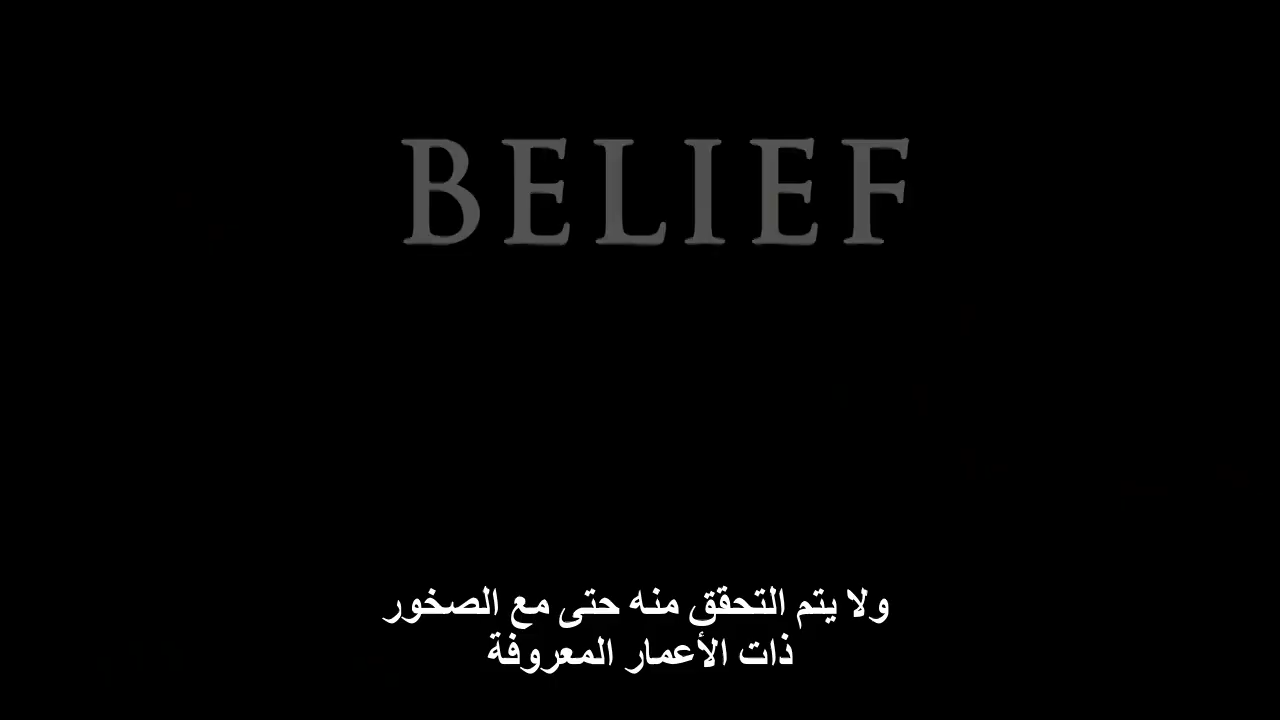 BELIEF
ولا يتم التحقق منه حتى مع الصخور
ذات الأعمار المعروفة